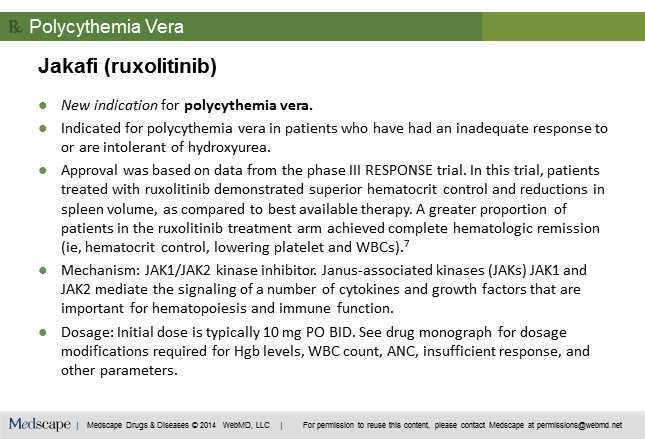 ℞ Polycythemia Vera
Jakafi (ruxolitinib)
● New indication for polycythemia vera.
● Indicated for polycythemia vera in patients who have had an inadequate response to
or are intolerant of hydroxyurea.
● Approval was based on data from the phase III RESPONSE trial. In this trial, patients
treated with ruxolitinib demonstrated superior hematocrit control and reductions in
spleen volume, as compared to best available therapy. A greater proportion of
patients in the ruxolitinib treatment arm achieved complete hematologic remission
(ie, hematocrit control, lowering platelet and WBCs).⁷
● Mechanism: JAK1/JAK2 kinase inhibitor. Janus-associated kinases (JAKs) JAK1 and
JAK2 mediate the signaling of a number of cytokines and growth factors that are
important for hematopoiesis and immune function.
● Dosage: Initial dose is typically 10 mg PO BID. See drug monograph for dosage
modifications required for Hgb levels, WBC count, ANC, insufficient response, and
other parameters.
Medscape | Medscape Drugs & Diseases © 2014 WebMD, LLC | For permission to reuse this content, please contact Medscape at permissions@webmd.net